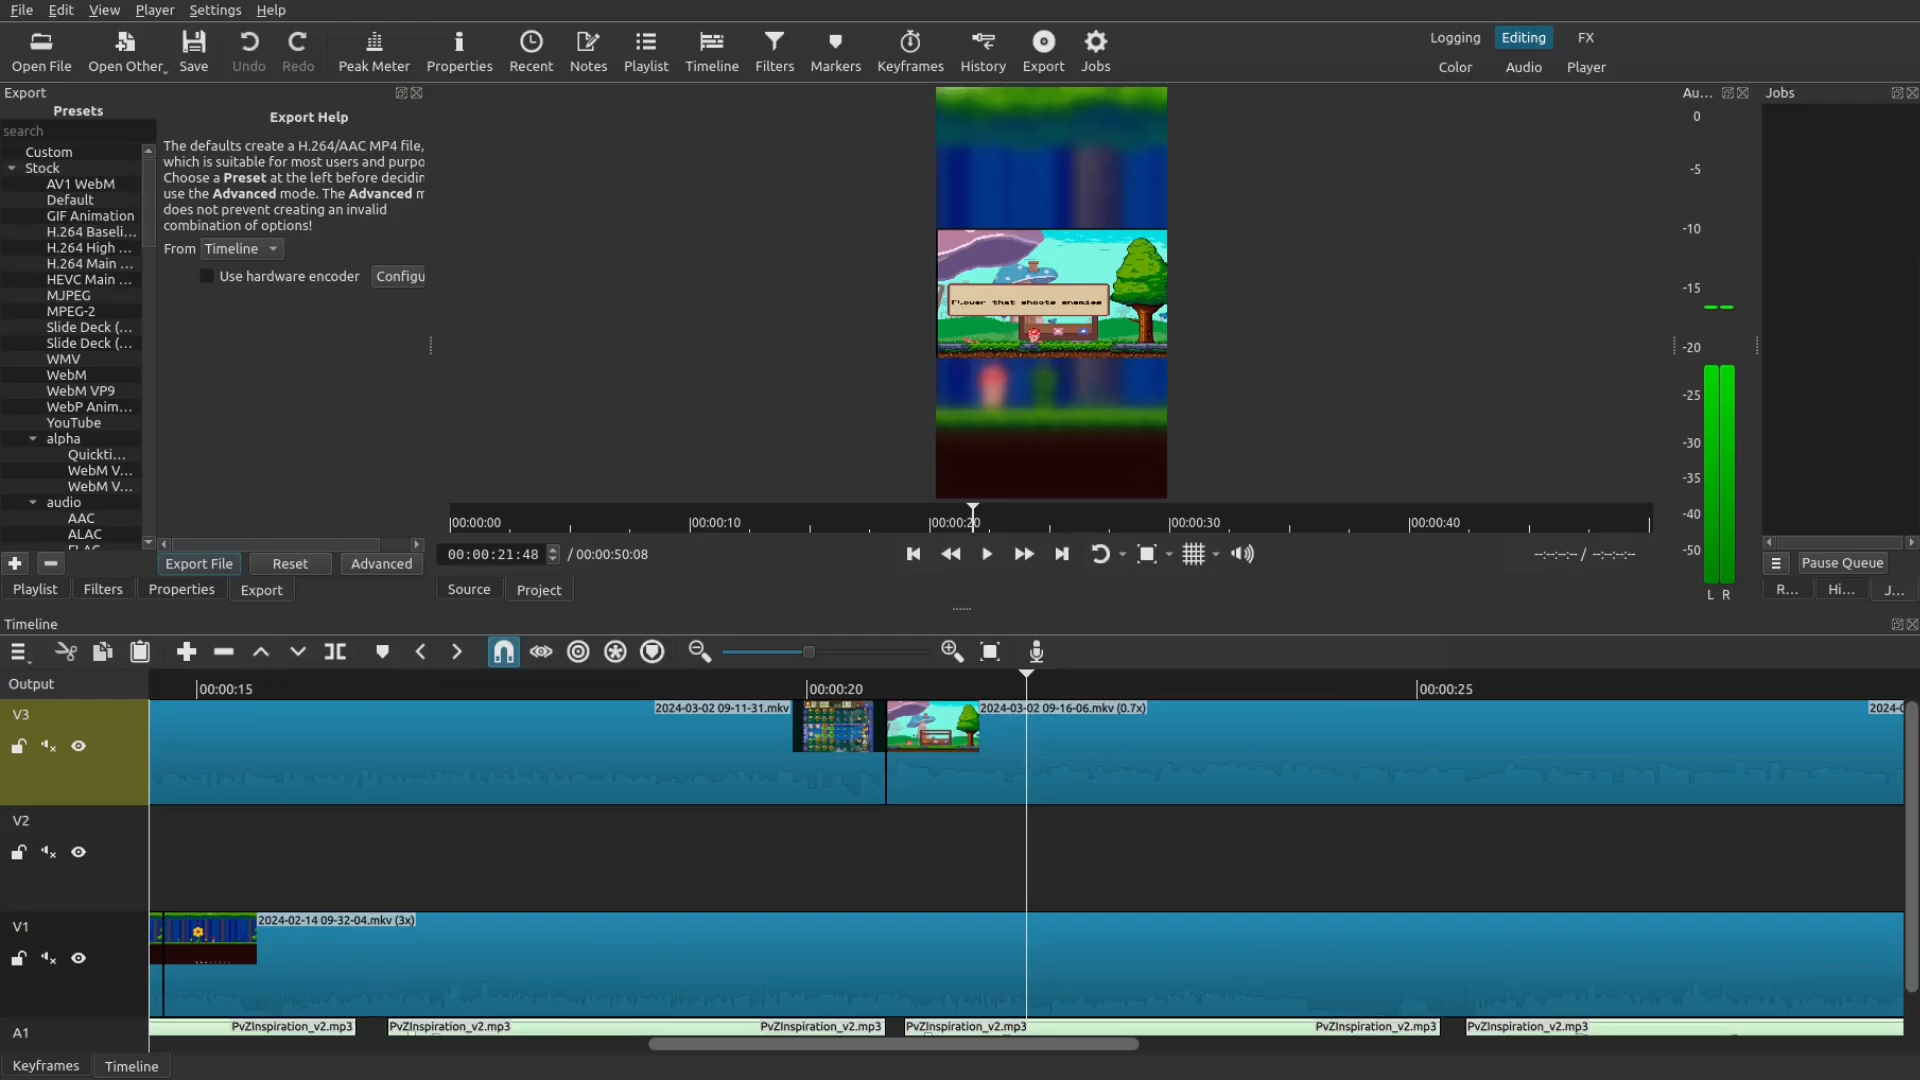 File Edit View Player Settings Help
Open File Open Other Save Undo Redo Peak Meter Properties Recent Notes Playlist Timeline Filters Markers Keyframes History Export Jobs
Logging Editing FX
Color Audio Player
Export
Presets
search
Custom
Stock
AV1 WebM
Default
GIF Animation
H.264 Baseli...
H.264 High ...
H.264 Main ...
HEVC Main ...
MJPEG
MPEG-2
Slide Deck (...
Slide Deck (...
WMV
WebM
WebM VP9
WebP Anim...
YouTube
alpha
Quickti...
WebM V...
WebM V...
audio
AAC
ALAC
FLAC
Export Help
The defaults create a H.264/AAC MP4 file,
which is suitable for most users and purpo
Choose a Preset at the left before decidin
use the Advanced mode. The Advanced m
does not prevent creating an invalid
combination of options!
From Timeline
Use hardware encoder Configu
Export File Reset Advanced
Playlist Filters Properties Export
Flower that shoots enemies
00:00:00 00:00:10 00:00:20 00:00:30 00:00:40
00:00:21:48 / 00:00:50:08
--:--:--:-- / --:--:--:--
Source Project
Au...
0
-5
-10
-15
-20
-25
-30
-35
-40
-50
L R
Jobs
Pause Queue
R... Hi... J...
Timeline
Output
00:00:15 00:00:20 00:00:25
V3
2024-03-02 09-11-31.mkv 2024-03-02 09-16-06.mkv (0.7x) 2024-0
V2
V1
2024-02-14 09-32-04.mkv (3x)
A1
PvZInspiration_v2.mp3 PvZInspiration_v2.mp3 PvZInspiration_v2.mp3 PvZInspiration_v2.mp3 PvZInspiration_v2.mp3 PvZInspiration_v2.mp3
Keyframes Timeline